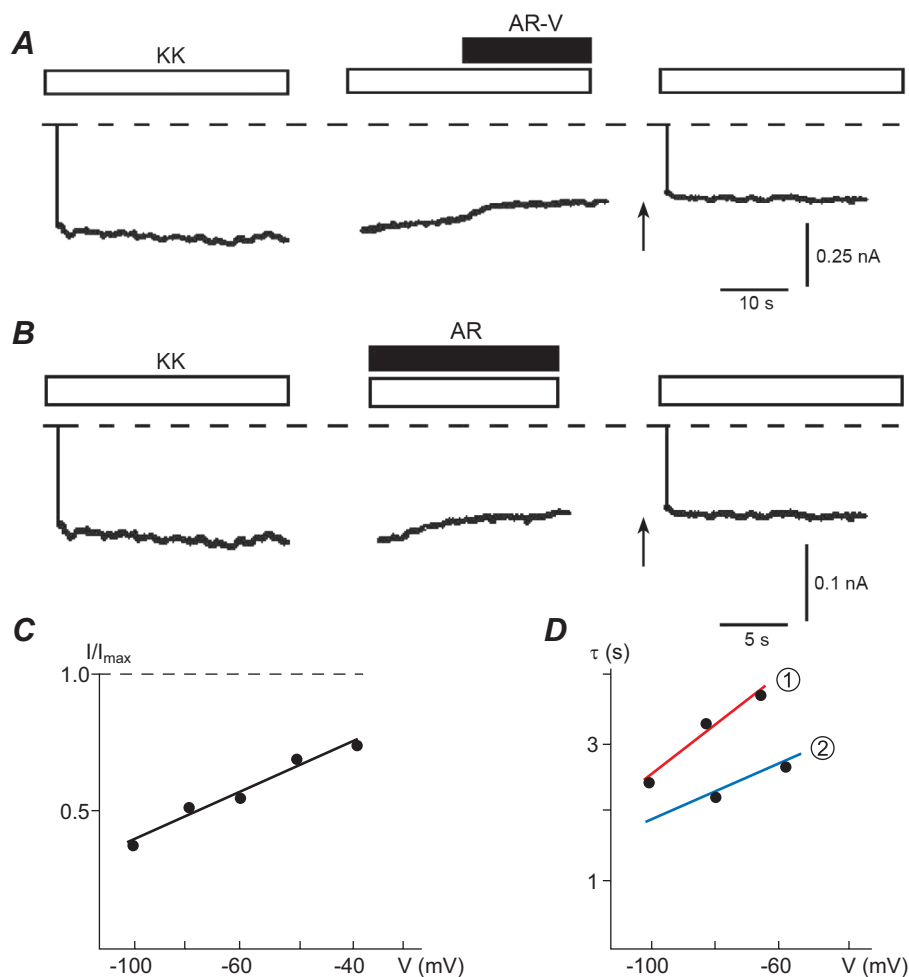 A
AR-V
KK
0.25 nA
10 s
B
AR
KK
0.1 nA
5 s
C
I/Imax
1.0
0.5
-100 -60 -40 V (mV)
D
τ (s)
3
1
①
②
-100 -60 V (mV)